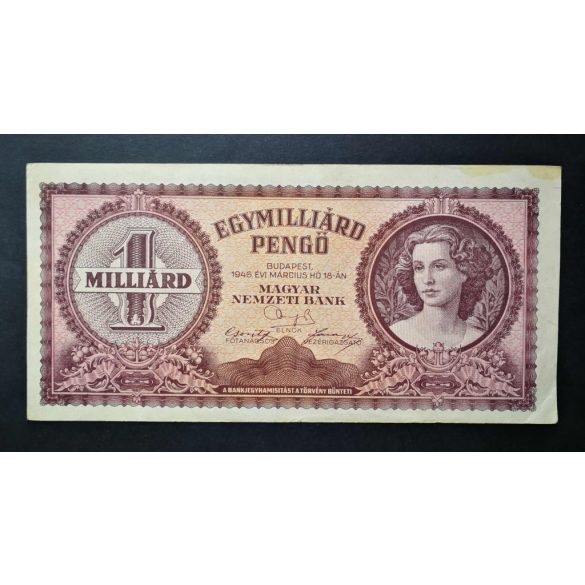 EGYMILLIÁRD
PENGŐ
1
MILLIÁRD
BUDAPEST,
1946. ÉVI MÁRCIUS HÓ 18-ÁN
MAGYAR
NEMZETI BANK
ELNÖK
FŐTANÁCSOS VEZÉRIGAZGATÓ
A BANKJEGYHAMISÍTÁST A TÖRVÉNY BÜNTETI